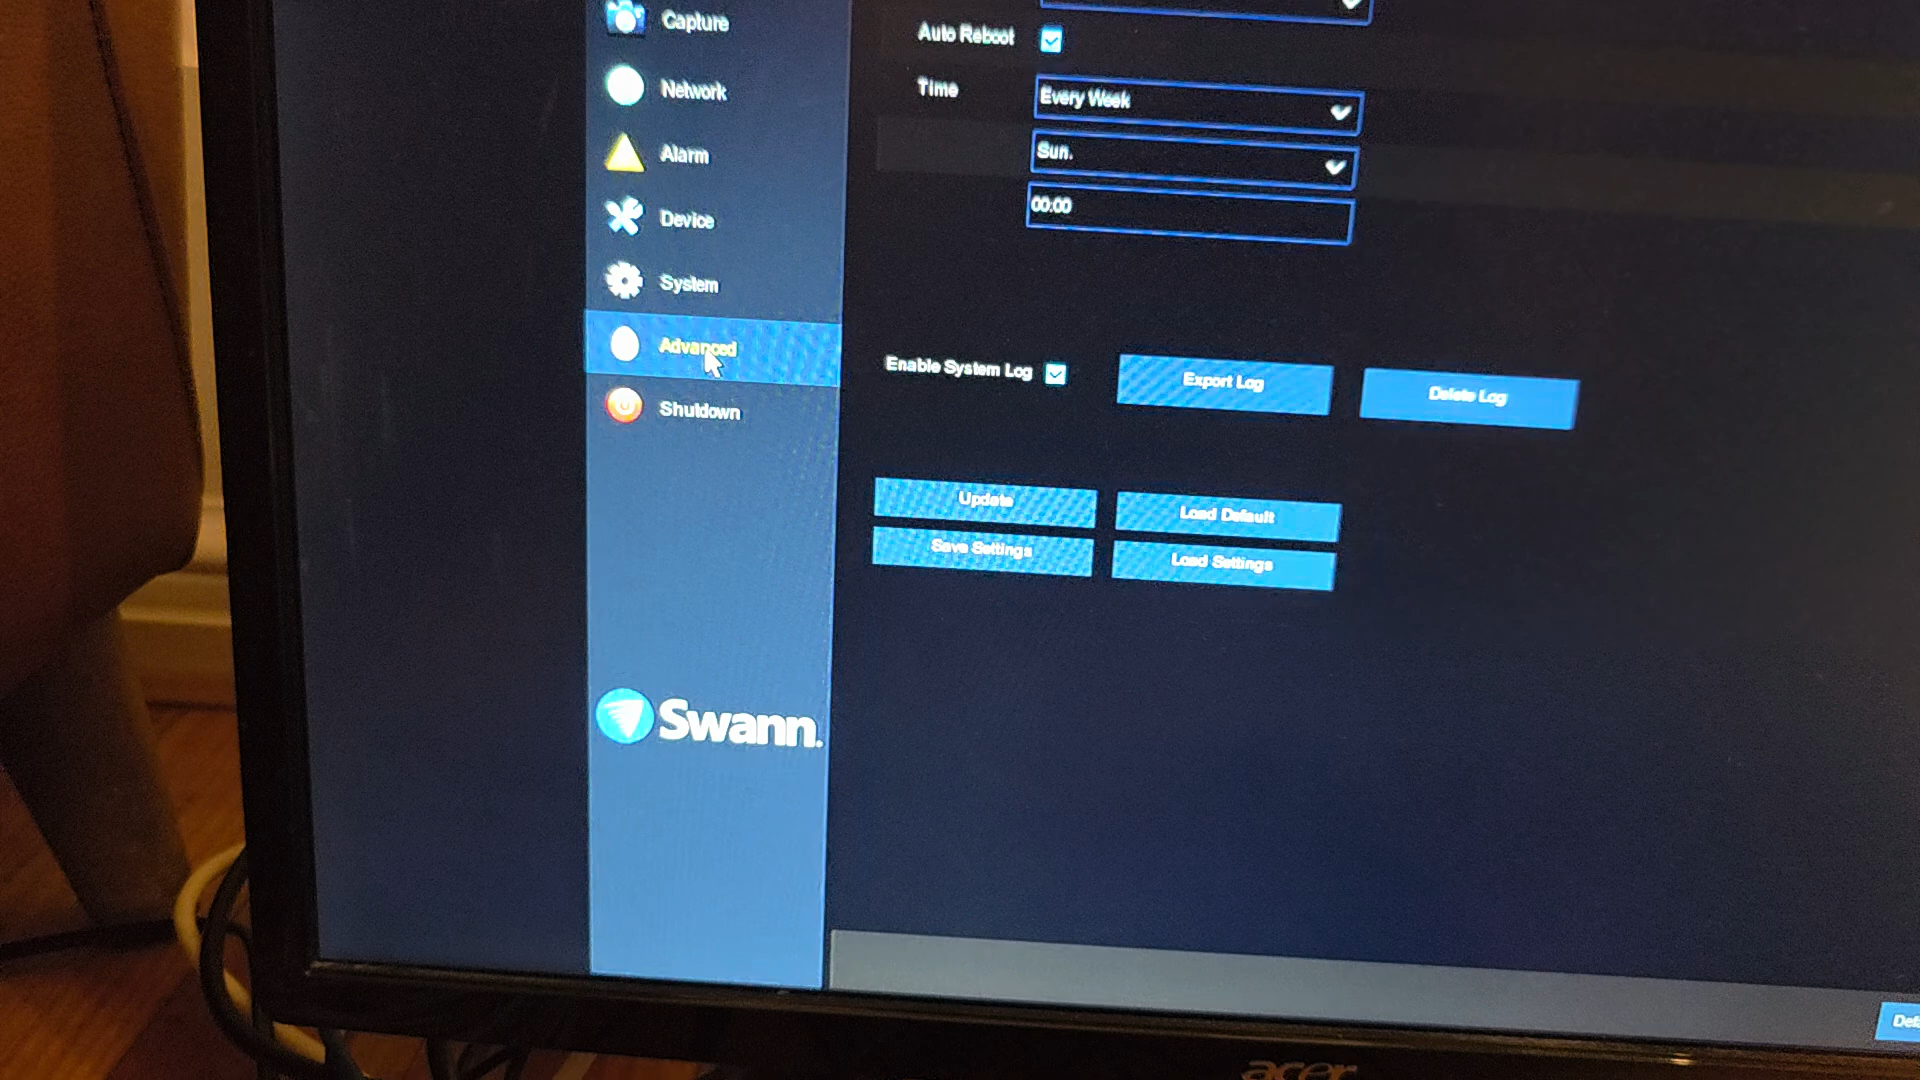 Capture
Network
Alarm
Device
System
Advanced
Shutdown
Swann.
Auto Reboot
Time
Every Week
Sun.
00:00
Enable System Log
Export Log
Delete Log
Update
Load Default
Save Settings
Load Settings
acer